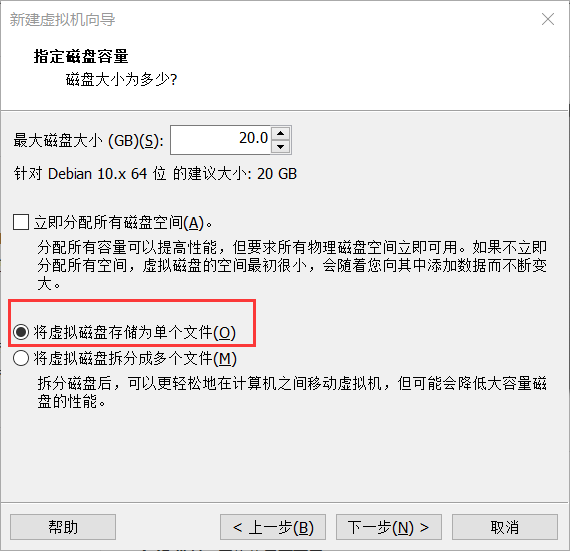 新建虚拟机向导
指定磁盘容量
磁盘大小为多少?
最大磁盘大小 (GB)(S): 20.0
针对 Debian 10.x 64 位 的建议大小: 20 GB
立即分配所有磁盘空间(A)。
分配所有容量可以提高性能，但要求所有物理磁盘空间立即可用。如果不立即
分配所有空间，虚拟磁盘的空间最初很小，会随着您向其中添加数据而不断变
大。
将虚拟磁盘存储为单个文件(O)
将虚拟磁盘拆分成多个文件(M)
拆分磁盘后，可以更轻松地在计算机之间移动虚拟机，但可能会降低大容量磁
盘的性能。
帮助 < 上一步(B) 下一步(N) > 取消